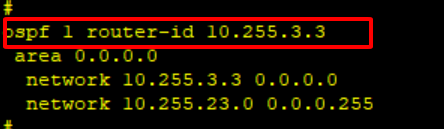 #
ospf 1 router-id 10.255.3.3
area 0.0.0.0
network 10.255.3.3 0.0.0.0
network 10.255.23.0 0.0.0.255
#